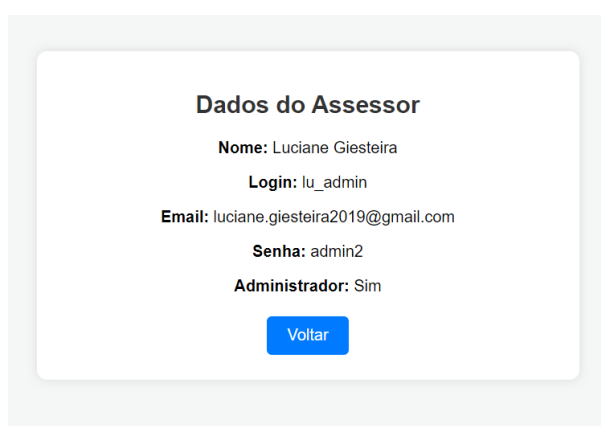 Dados do Assessor
Nome: Luciane Giesteira
Login: lu_admin
Email: luciane.giesteira2019@gmail.com
Senha: admin2
Administrador: Sim
Voltar